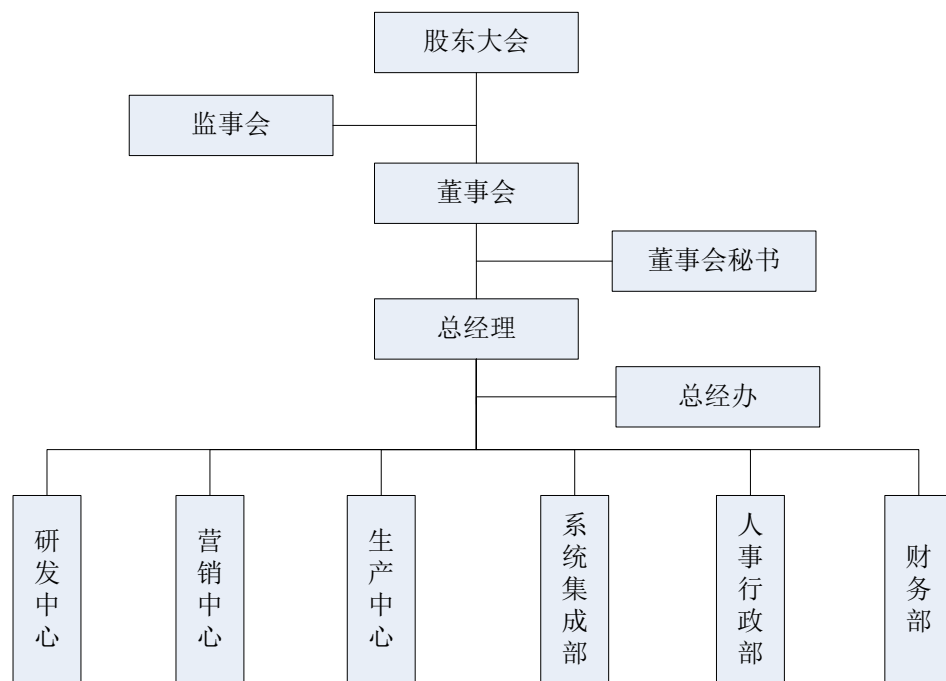 股东大会
监事会
董事会
董事会秘书
总经理
总经办
研发中心
营销中心
生产中心
系统集成部
人事行政部
财务部